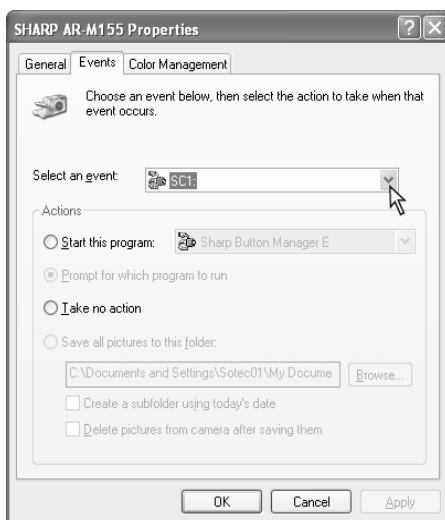 SHARP AR-M155 Properties
General Events Color Management
Choose an event below, then select the action to take when that
event occurs.
Select an event: SC1:
Actions
Start this program: Sharp Button Manager E
Prompt for which program to run
Take no action
Save all pictures to this folder:
C:\Documents and Settings\Sotec01\My Docume Browse...
Create a subfolder using today's date
Delete pictures from camera after saving them
OK Cancel Apply